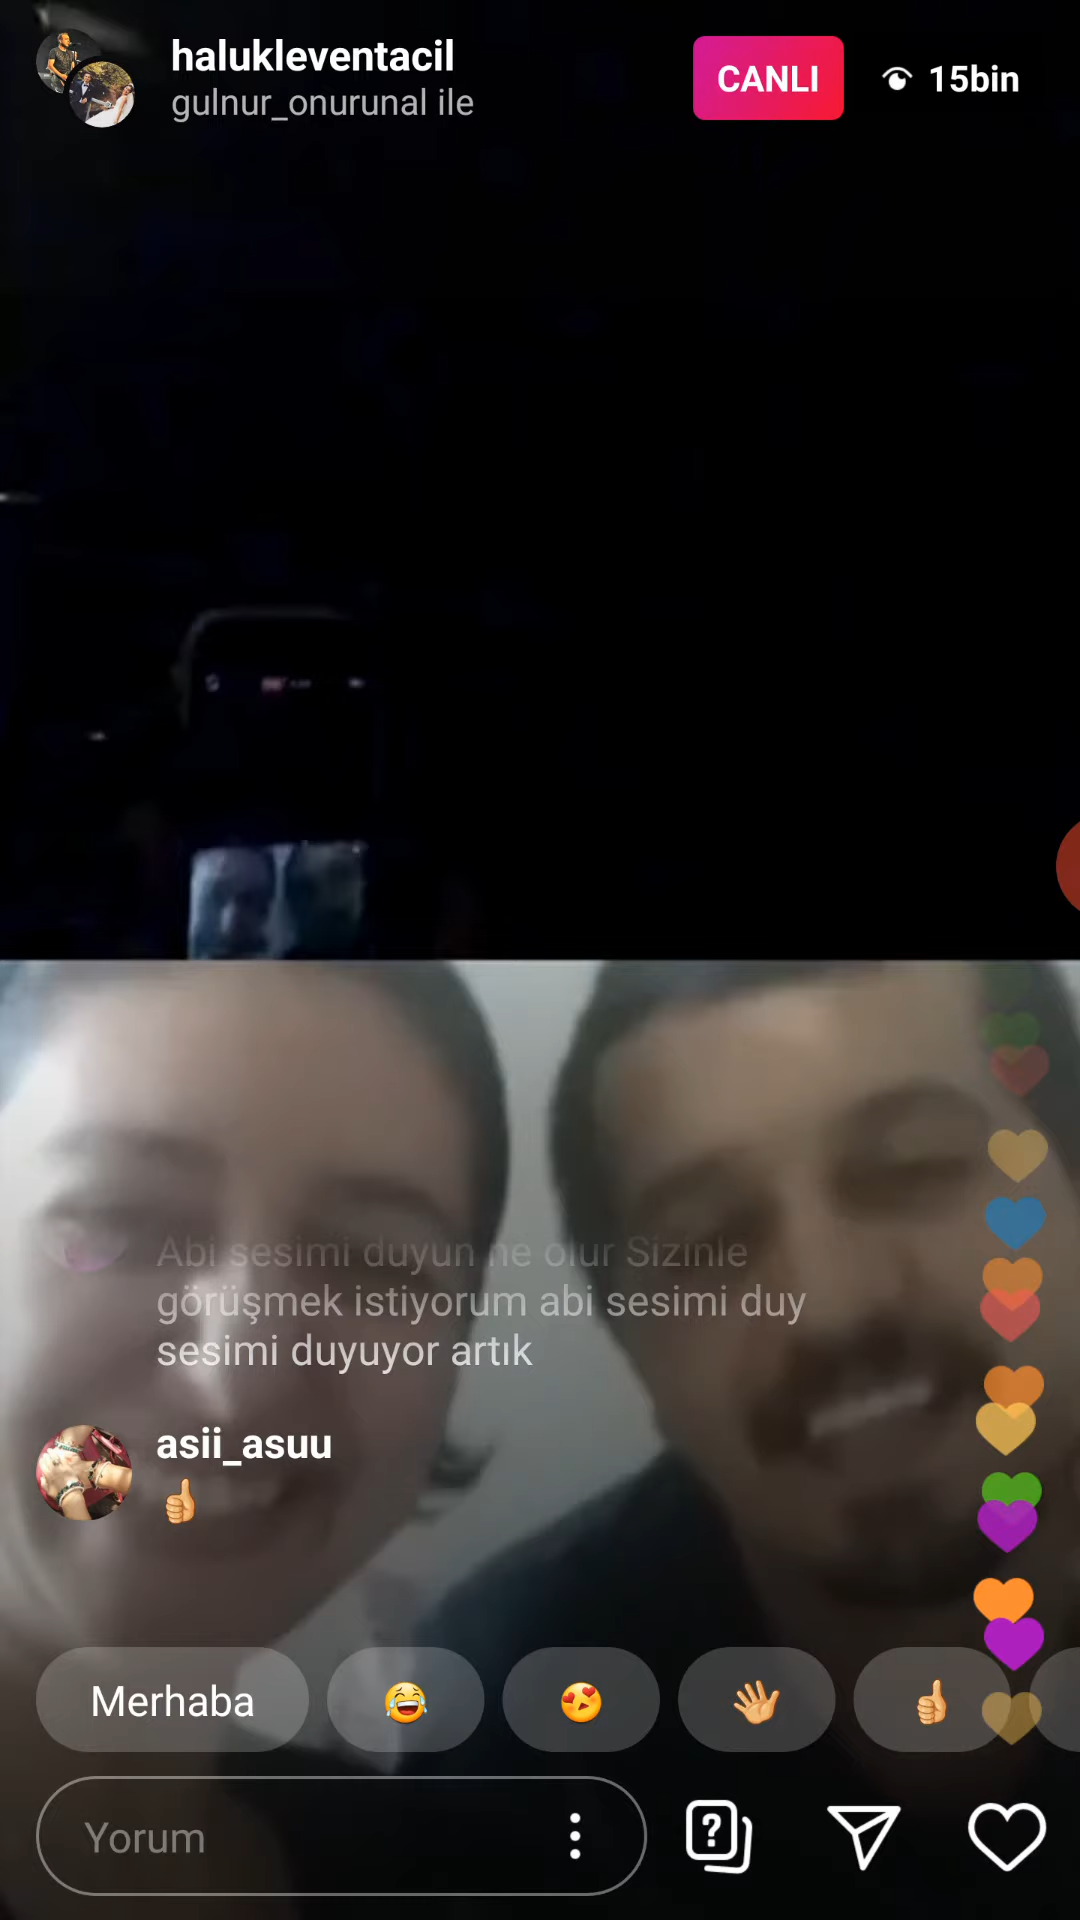 halukleventacil
gulnur_onurunal ile
CANLI
15bin
Abi sesimi duyun ne olur Sizinle
görüşmek istiyorum abi sesimi duy
sesimi duyuyor artık
asii_asuu
Merhaba
Yorum